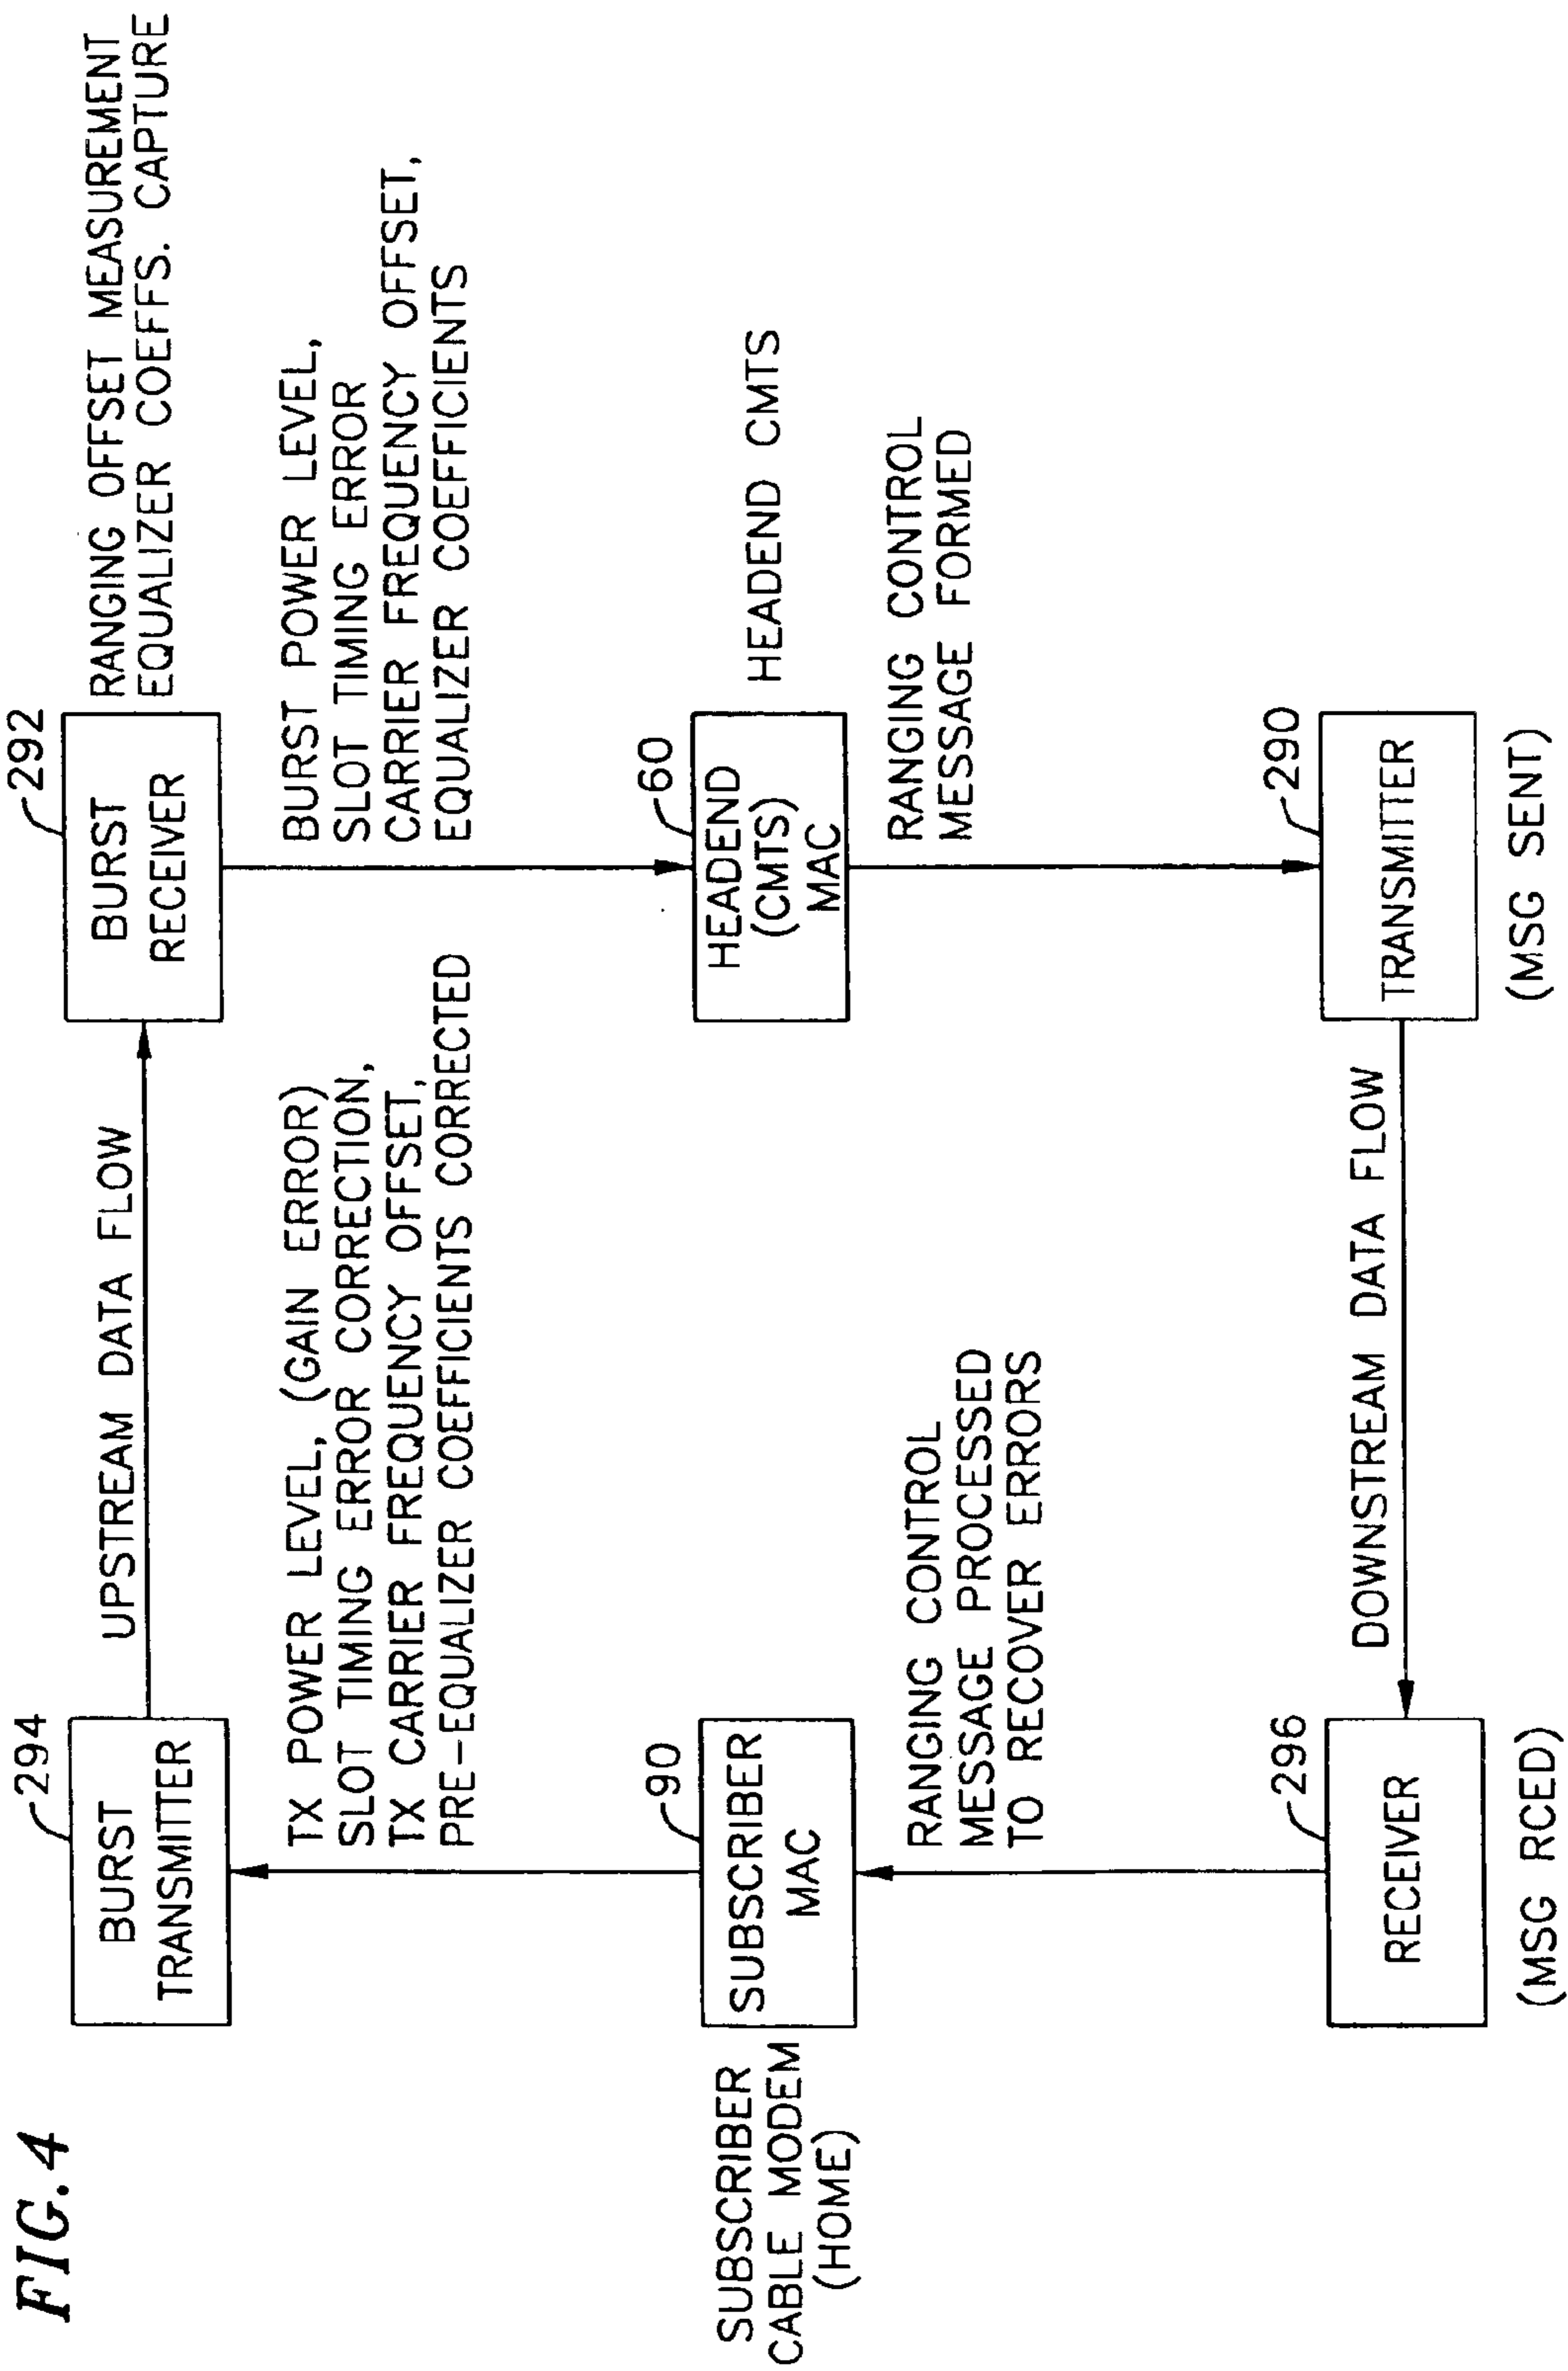 FIG. 4
294
BURST
TRANSMITTER
UPSTREAM DATA FLOW
292
BURST
RECEIVER
RANGING OFFSET MEASUREMENT
EQUALIZER COEFFS. CAPTURE
TX POWER LEVEL, (GAIN ERROR)
SLOT TIMING ERROR CORRECTION,
TX CARRIER FREQUENCY OFFSET,
PRE-EQUALIZER COEFFICIENTS CORRECTED
BURST POWER LEVEL,
SLOT TIMING ERROR
CARRIER FREQUENCY OFFSET,
EQUALIZER COEFFICIENTS
SUBSCRIBER
CABLE MODEM
(HOME)
90
SUBSCRIBER
MAC
60
HEADEND
(CMTS)
MAC
HEADEND CMTS
RANGING CONTROL
MESSAGE PROCESSED
TO RECOVER ERRORS
RANGING CONTROL
MESSAGE FORMED
296
RECEIVER
(MSG RCED)
DOWNSTREAM DATA FLOW
290
TRANSMITTER
(MSG SENT)